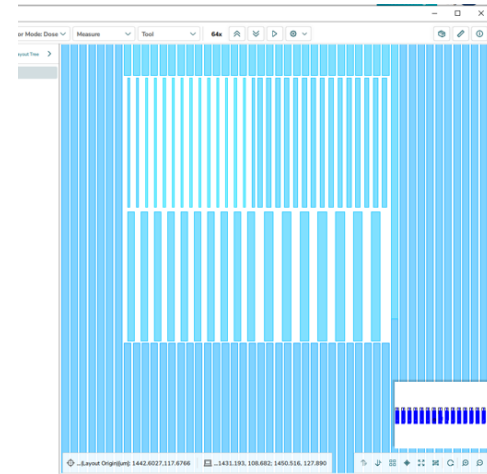 or Mode: Dose Measure Tool 64x
ayout Tree
...(Layout Origin)[µm]: 1442.6027,117.6766 ...1431.193, 108.682; 1450.516, 127.890